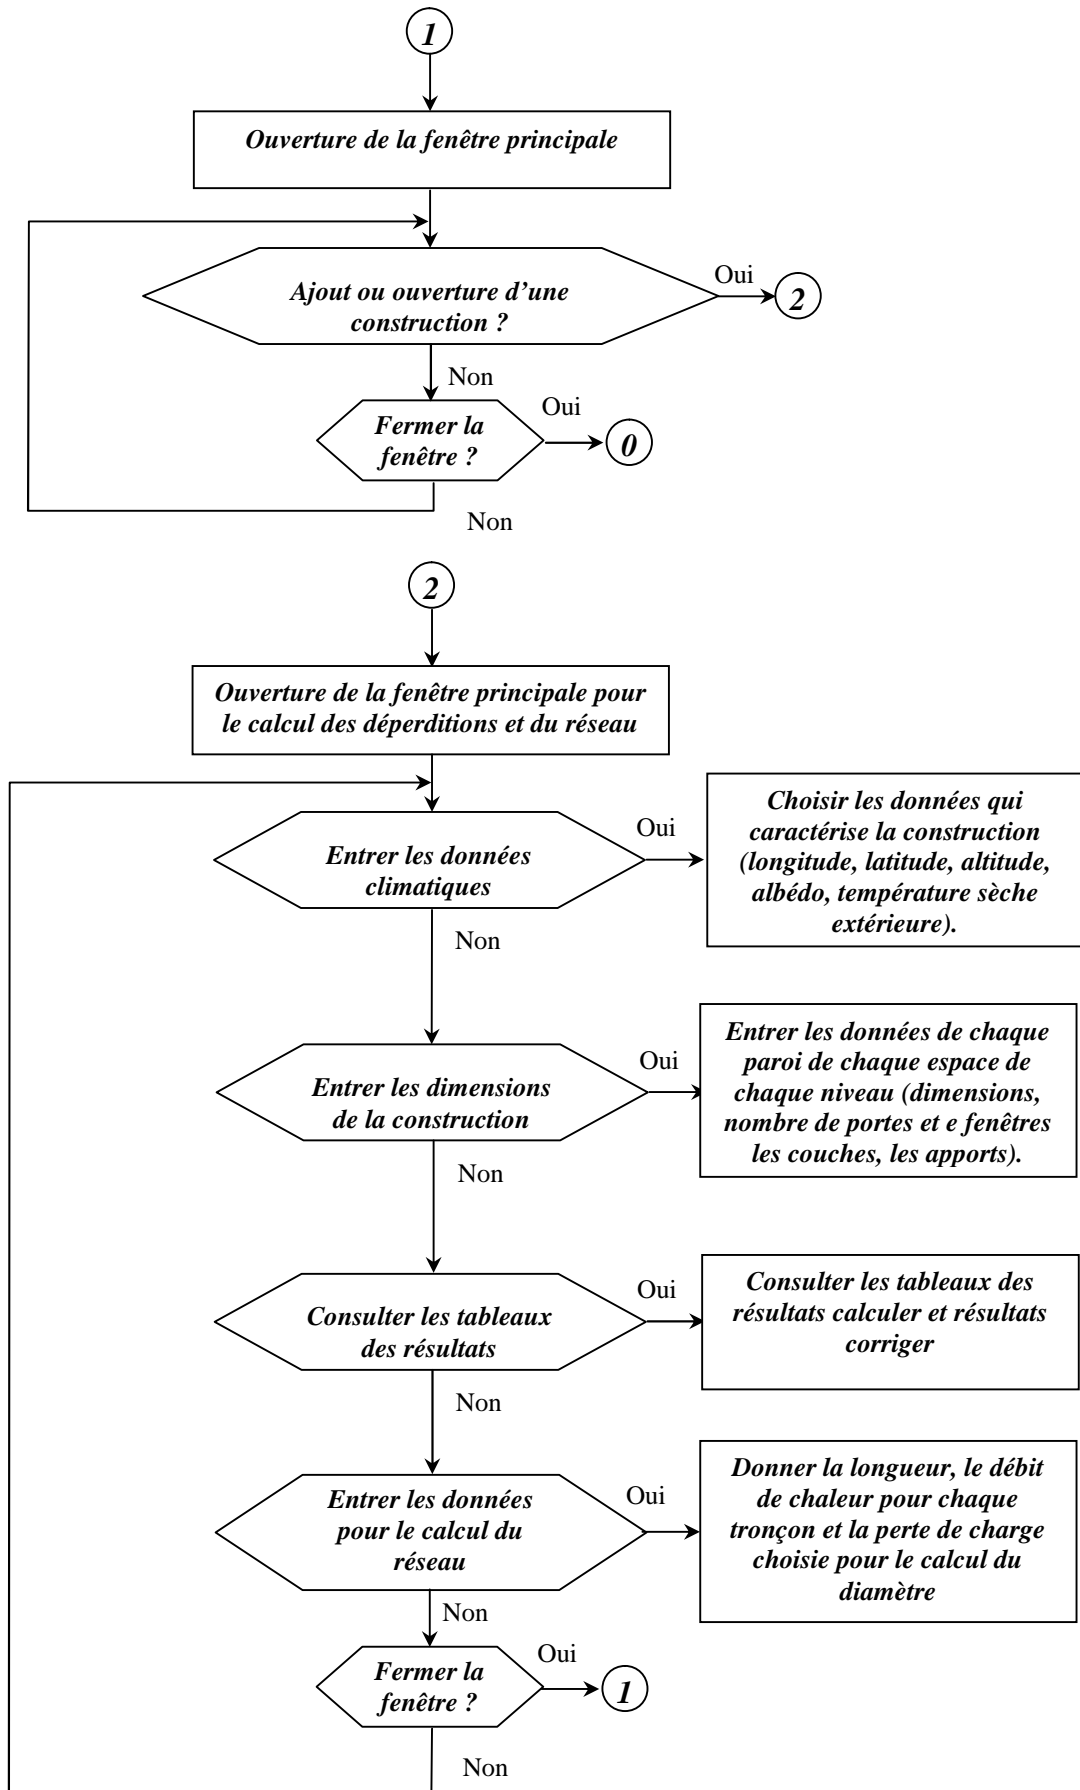 1
Ouverture de la fenêtre principale
Ajout ou ouverture d’une
construction ?
Oui
2
Non
Fermer la
fenêtre ?
Oui
0
Non
2
Ouverture de la fenêtre principale pour
le calcul des déperditions et du réseau
Entrer les données
climatiques
Oui
Choisir les données qui
caractérise la construction
(longitude, latitude, altitude,
albédo, température sèche
extérieure).
Non
Entrer les dimensions
de la construction
Oui
Entrer les données de chaque
paroi de chaque espace de
chaque niveau (dimensions,
nombre de portes et e fenêtres
les couches, les apports).
Non
Consulter les tableaux
des résultats
Oui
Consulter les tableaux des
résultats calculer et résultats
corriger
Non
Entrer les données
pour le calcul du
réseau
Oui
Donner la longueur, le débit
de chaleur pour chaque
tronçon et la perte de charge
choisie pour le calcul du
diamètre
Non
Fermer la
fenêtre ?
Oui
1
Non